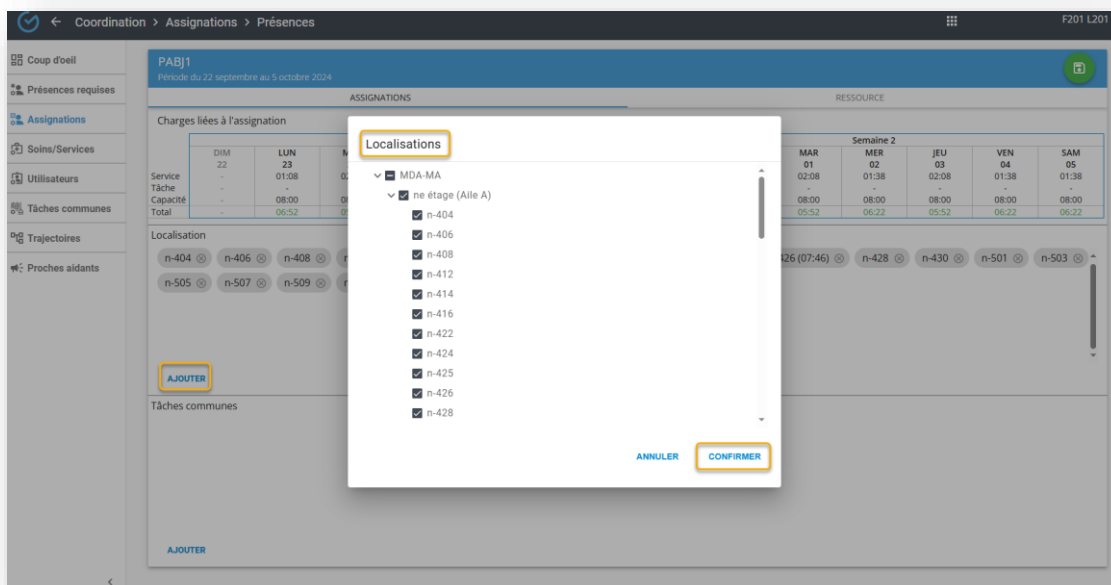 Coordination > Assignations > Présences
F201 L201
Coup d'oeil
Présences requises
Assignations
Soins/Services
Utilisateurs
Tâches communes
Trajectoires
Proches aidants
PABJ1
Période du 22 septembre au 5 octobre 2024
ASSIGNATIONS RESSOURCE
Charges liées à l'assignation
Semaine 2
DIM LUN MAR MER JEU VEN SAM
22 23 01 02 03 04 05
Service - 01:08 02:08 01:38 02:08 01:38 01:38
Tâche - - - - - - -
Capacité - 08:00 08:00 08:00 08:00 08:00 08:00
Total - 06:52 05:52 06:22 05:52 06:22 06:22
Localisation
n-404 n-406 n-408 426 (07:46) n-428 n-430 n-501 n-503
n-505 n-507 n-509
AJOUTER
Tâches communes
AJOUTER
Localisations
MDA-MA
ne étage (Aile A)
n-404
n-406
n-408
n-412
n-414
n-416
n-422
n-424
n-425
n-426
n-428
ANNULER CONFIRMER